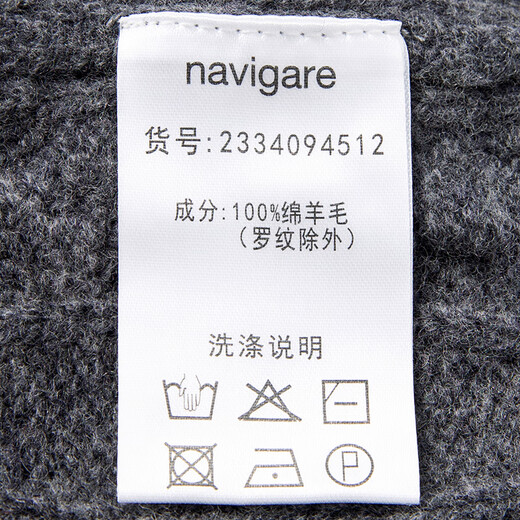 navigare
货号:2334094512
成分:100%绵羊毛
（罗纹除外）
洗涤说明
P